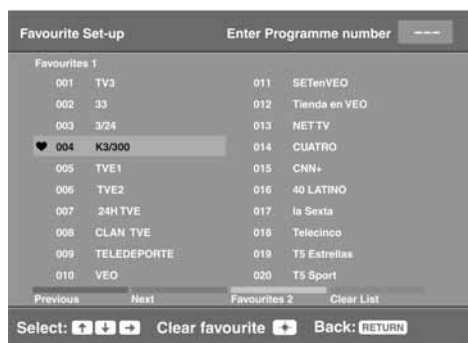 Favourite Set-up Enter Programme number ---
Favourites 1
001 TV3
002 33
003 3/24
♥ 004 K3/300
005 TVE1
006 TVE2
007 24H TVE
008 CLAN TVE
009 TELEDEPORTE
010 VEO
011 SETenVEO
012 Tienda en VEO
013 NET TV
014 CUATRO
015 CNN+
016 40 LATINO
017 la Sexta
018 Telecinco
019 T5 Estrellas
020 T5 Sport
Previous Next Favourites 2 Clear List
Select: ↑ ↓ → Clear favourite Back: RETURN